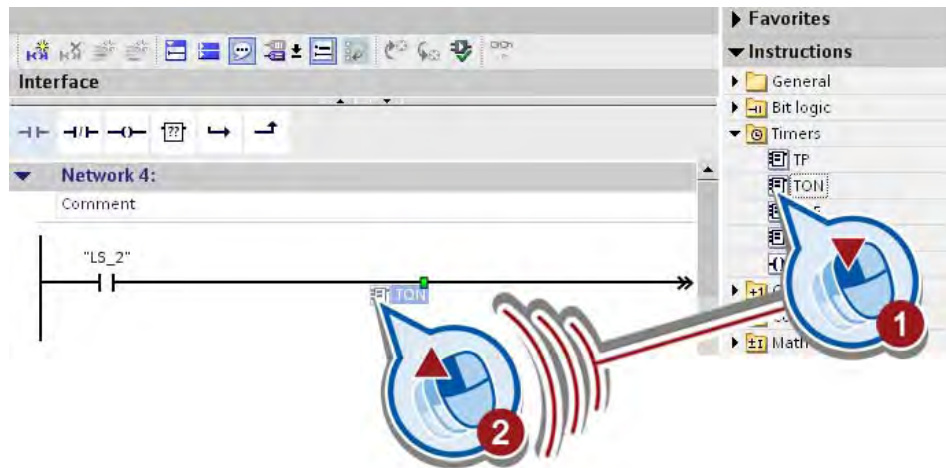 Favorites
Instructions
Interface
General
Bit logic
??
Timers
TP
Network 4:
TON
Comment
"LS_2"
TON
1
Math
2